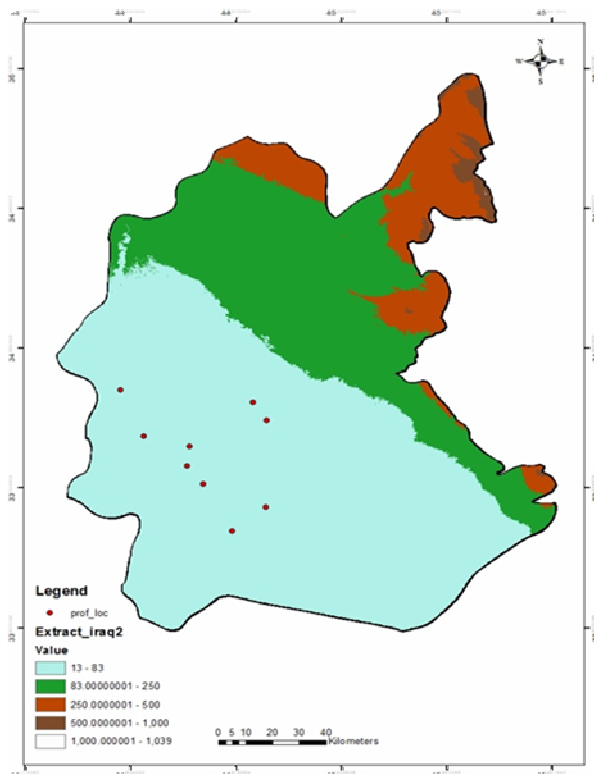 N
W E
S
Legend
prof_loc
Extract_iraq2
Value
13 - 83
83.00000001 - 250
250.0000001 - 500
500.0000001 - 1,000
1,000.000001 - 1,039
0 5 10 20 30 40
Kilometers